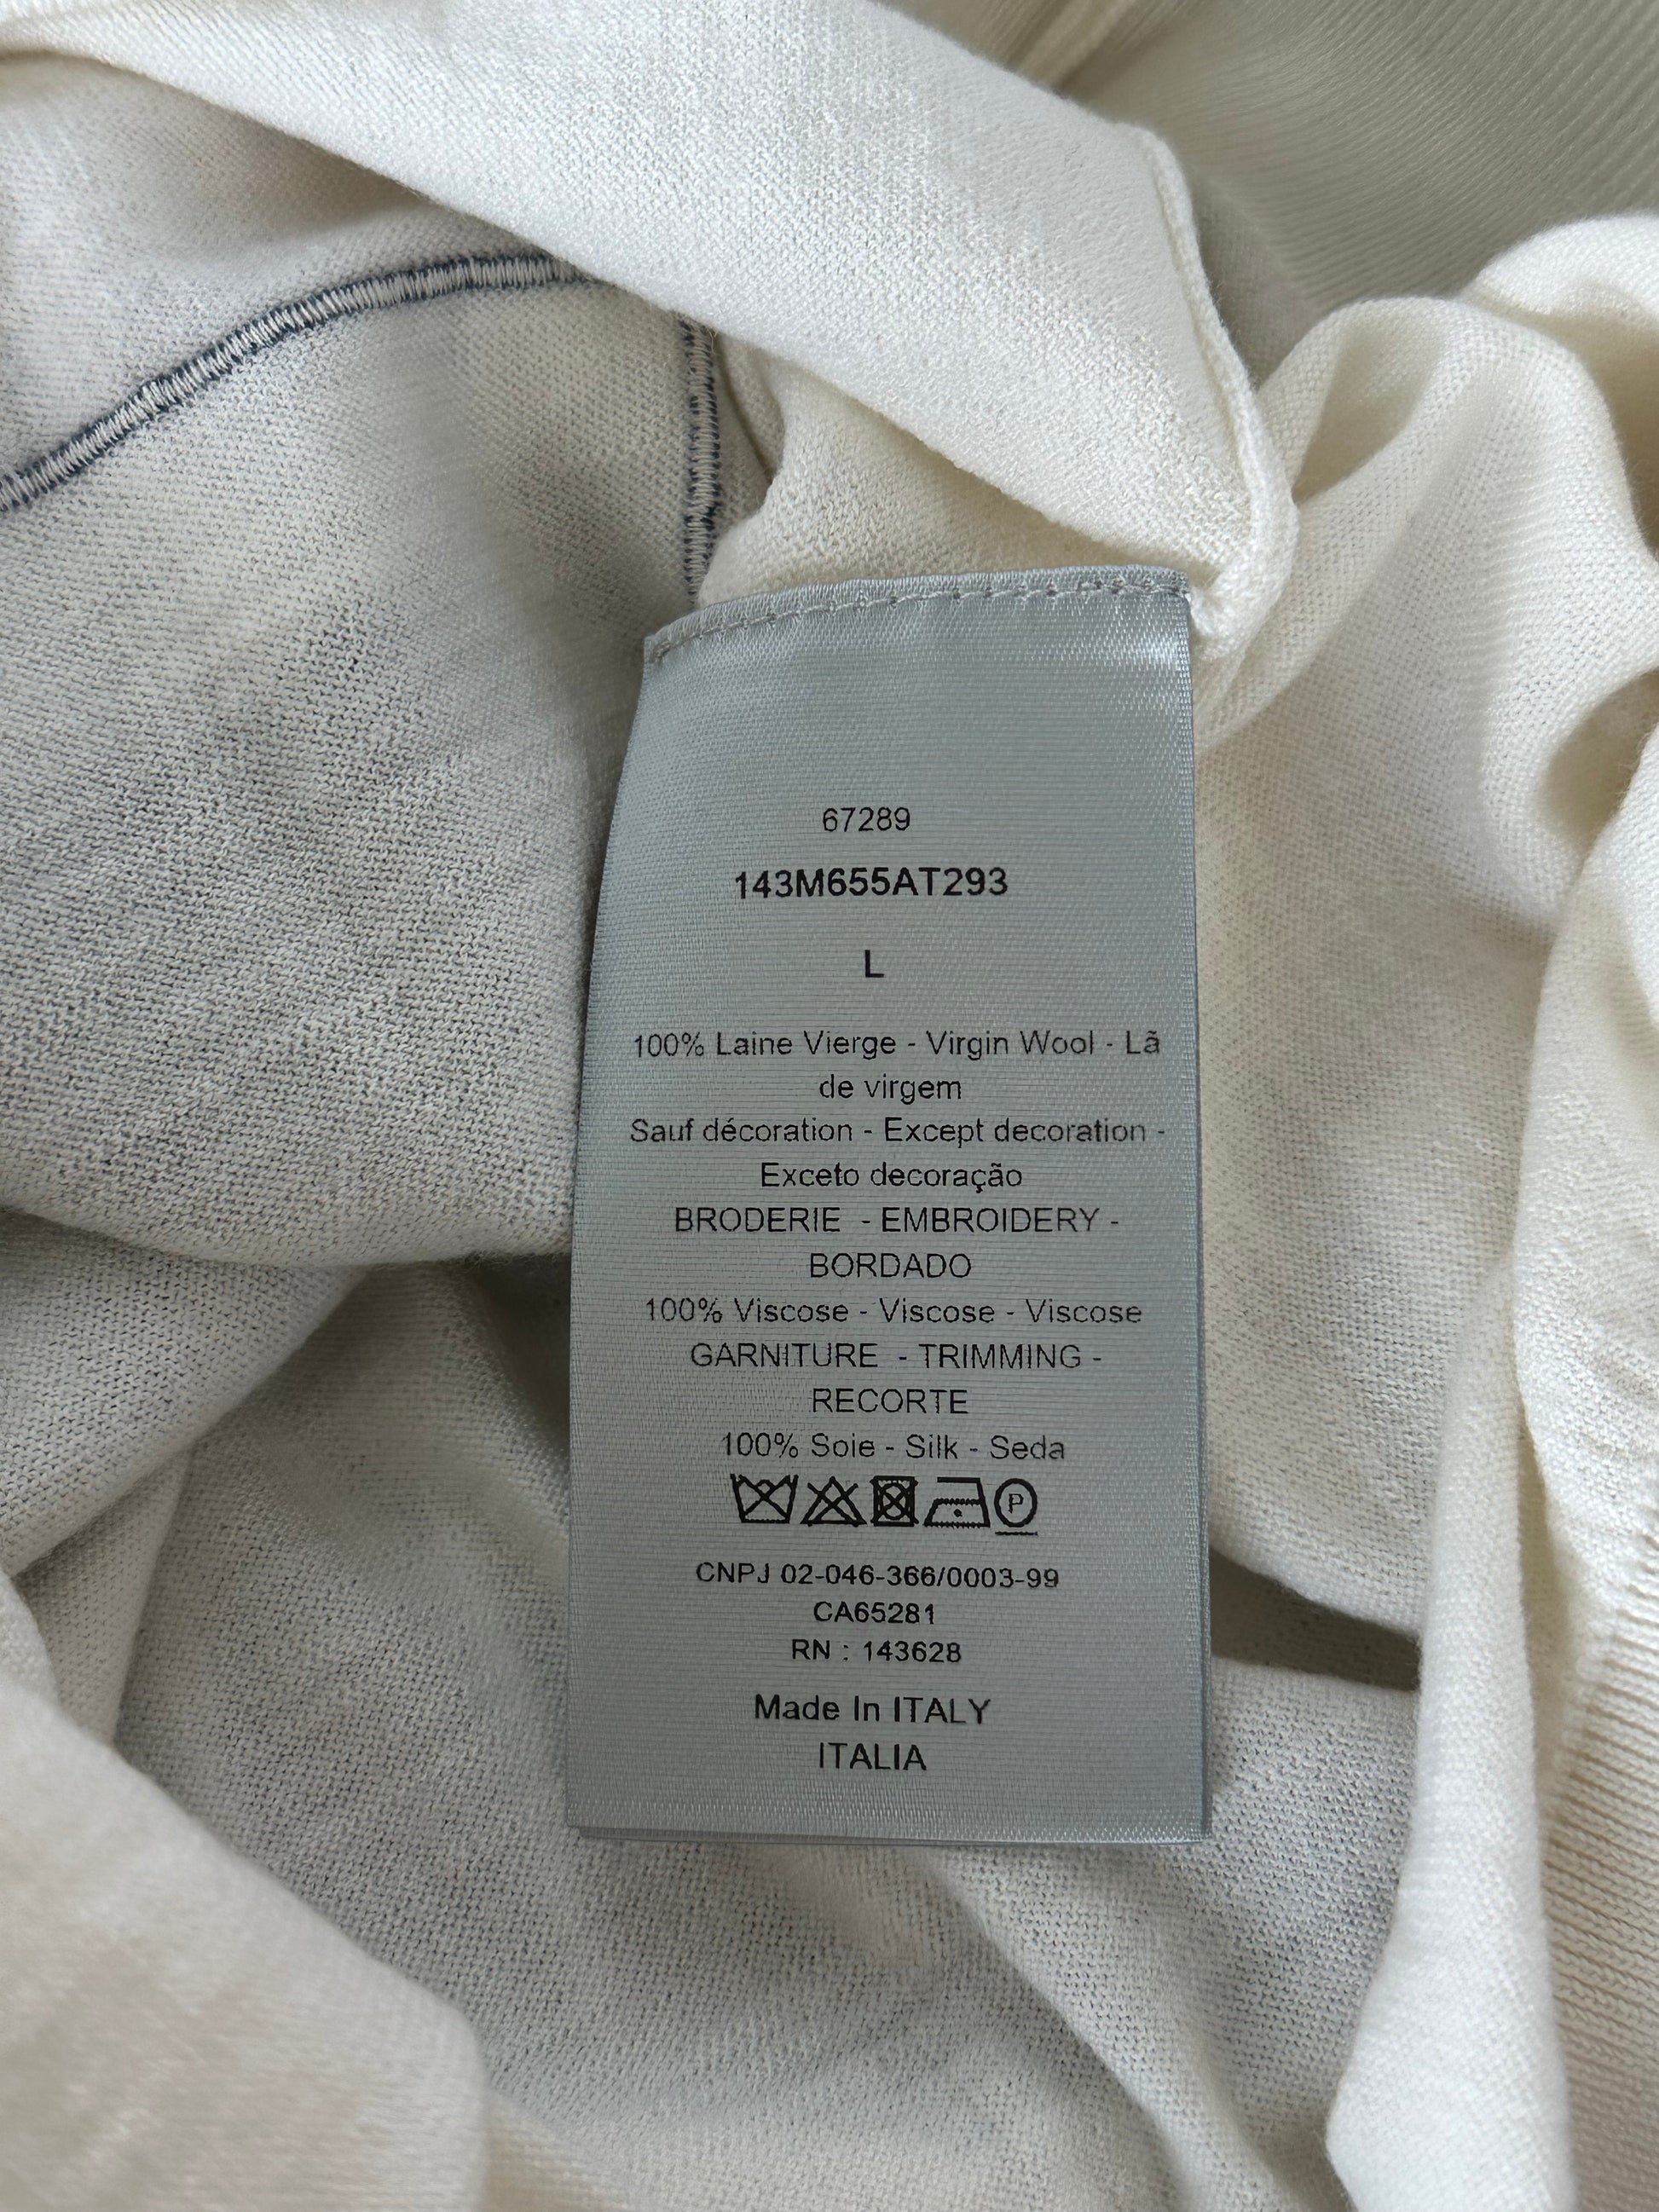 67289
143M655AT293
L
100% Laine Vierge - Virgin Wool - Lã
de virgem
Sauf décoration - Except decoration -
Exceto decoração
BRODERIE - EMBROIDERY -
BORDADO
100% Viscose - Viscose - Viscose
GARNITURE - TRIMMING -
RECORTE
100% Soie - Silk - Seda
P
CNPJ 02-046-366/0003-99
CA65281
RN : 143628
Made In ITALY
ITALIA